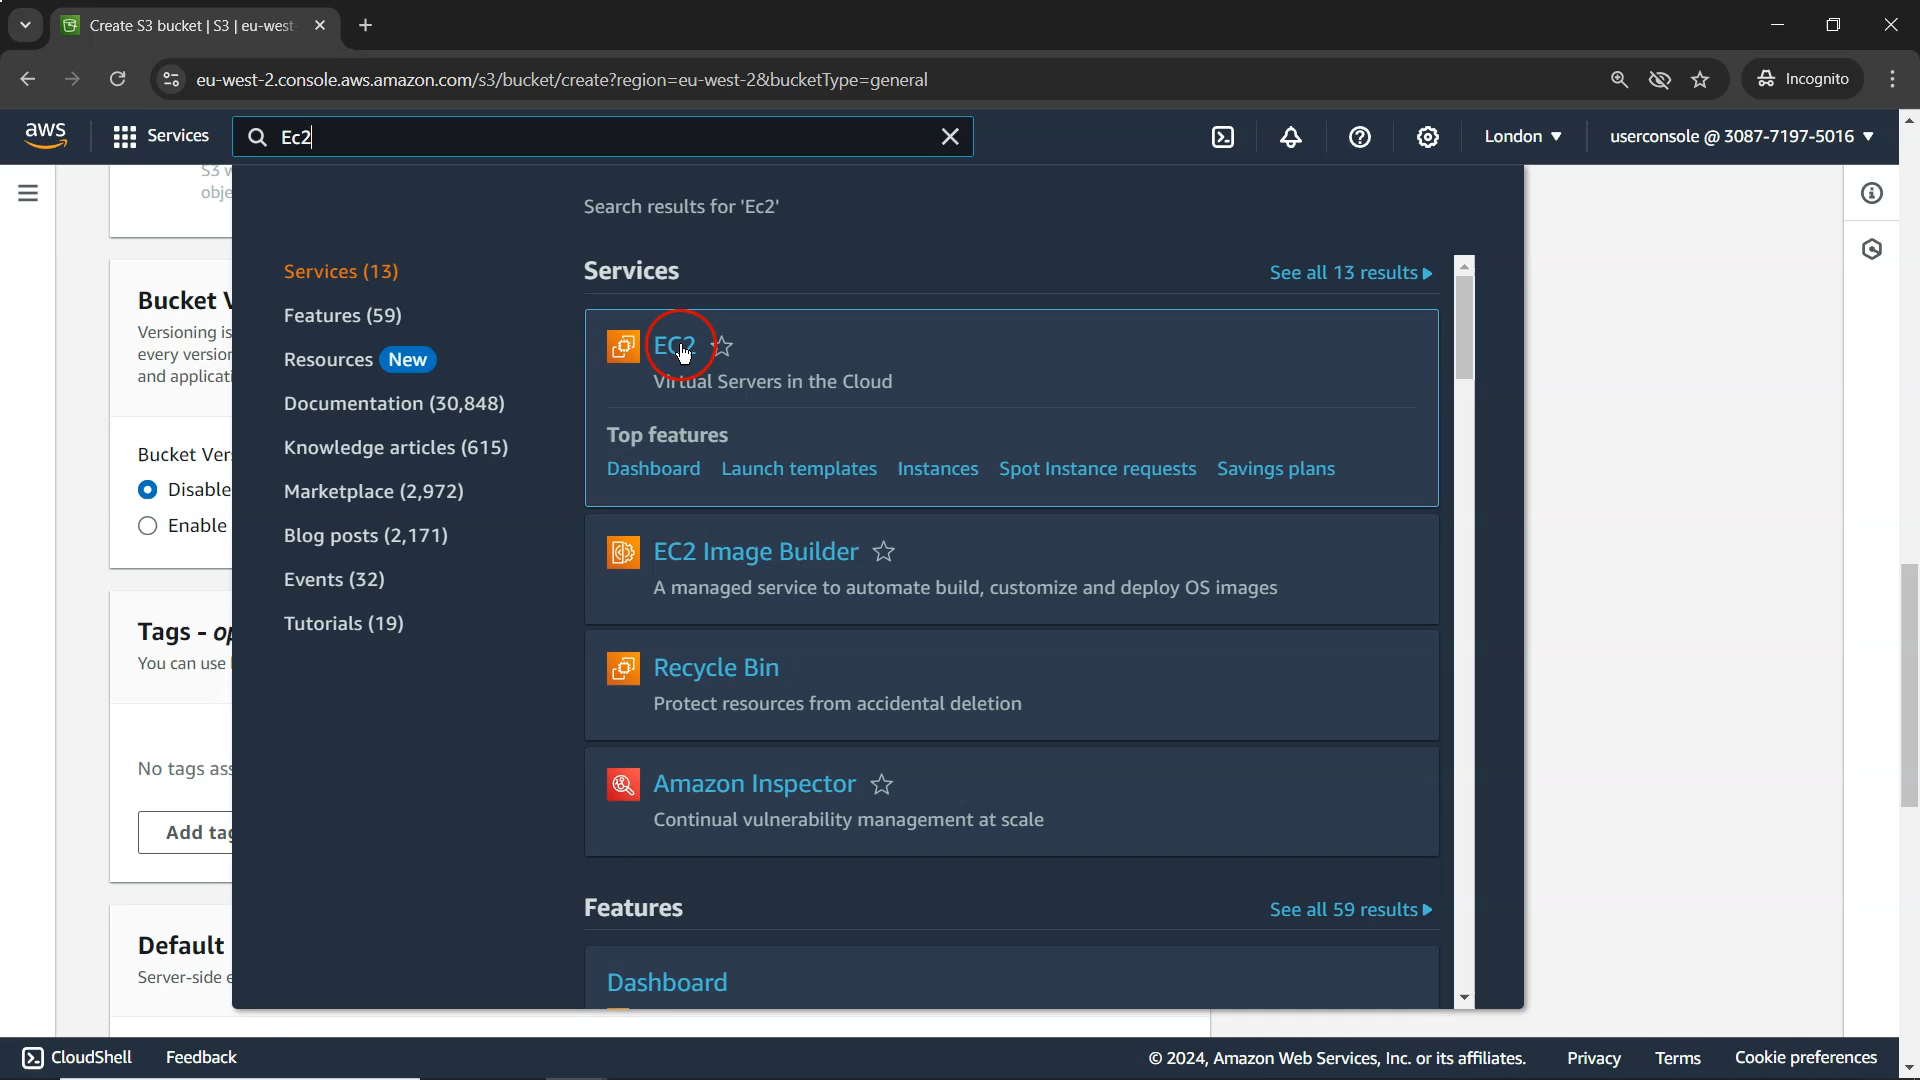 Create S3 bucket | S3 | eu-west-
eu-west-2.console.aws.amazon.com/s3/bucket/create?region=eu-west-2&bucketType=general
Incognito
aws
Services
Ec2
London
userconsole @ 3087-7197-5016
S3 w
obje
Search results for 'Ec2'
Services (13)
Features (59)
Resources New
Documentation (30,848)
Knowledge articles (615)
Marketplace (2,972)
Blog posts (2,171)
Events (32)
Tutorials (19)
Services
See all 13 results
EC2
Virtual Servers in the Cloud
Top features
Dashboard Launch templates Instances Spot Instance requests Savings plans
EC2 Image Builder
A managed service to automate build, customize and deploy OS images
Recycle Bin
Protect resources from accidental deletion
Amazon Inspector
Continual vulnerability management at scale
Features
See all 59 results
Dashboard
Bucket V
Versioning is
every version
and applicati
Bucket Ver
Disable
Enable
Tags - op
You can use
No tags ass
Add tag
Default
Server-side e
CloudShell
Feedback
© 2024, Amazon Web Services, Inc. or its affiliates.
Privacy
Terms
Cookie preferences